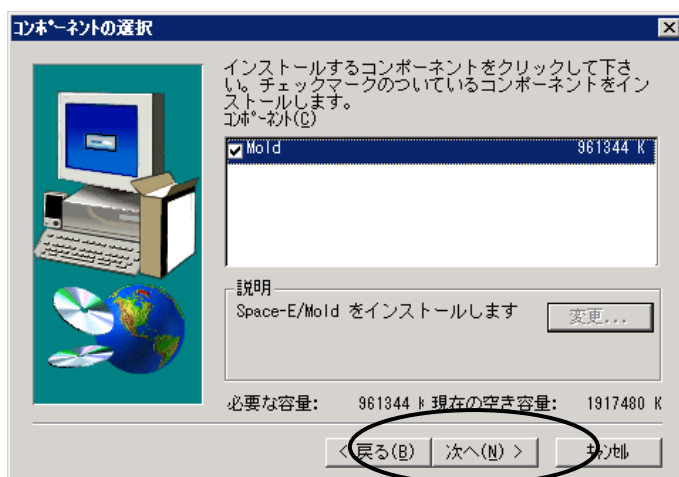 コンポーネントの選択
インストールするコンポーネントをクリックして下さ
い。チェックマークのついているコンポーネントをイン
ストールします。
コンポーネント(C)
Mold 961344 K
説明
Space-E/Mold をインストールします
変更...
必要な容量: 961344 K 現在の空き容量: 1917480 K
< 戻る(B) 次へ(N) > キャンセル